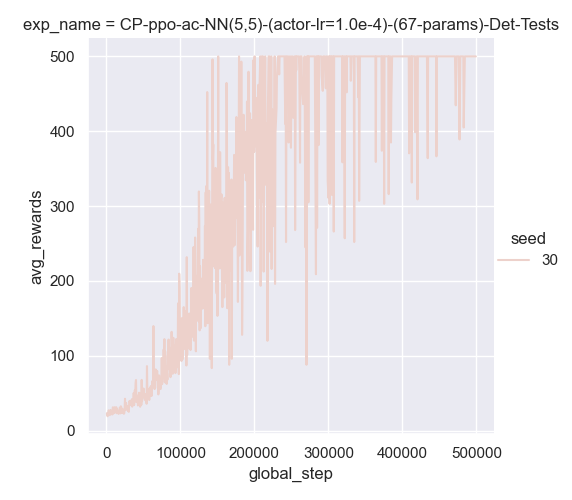 exp_name = CP-ppo-ac-NN(5,5)-(actor-lr=1.0e-4)-(67-params)-Det-Tests
500
400
300
200
100
0
avg_rewards
0 100000 200000 300000 400000 500000
global_step
seed
30